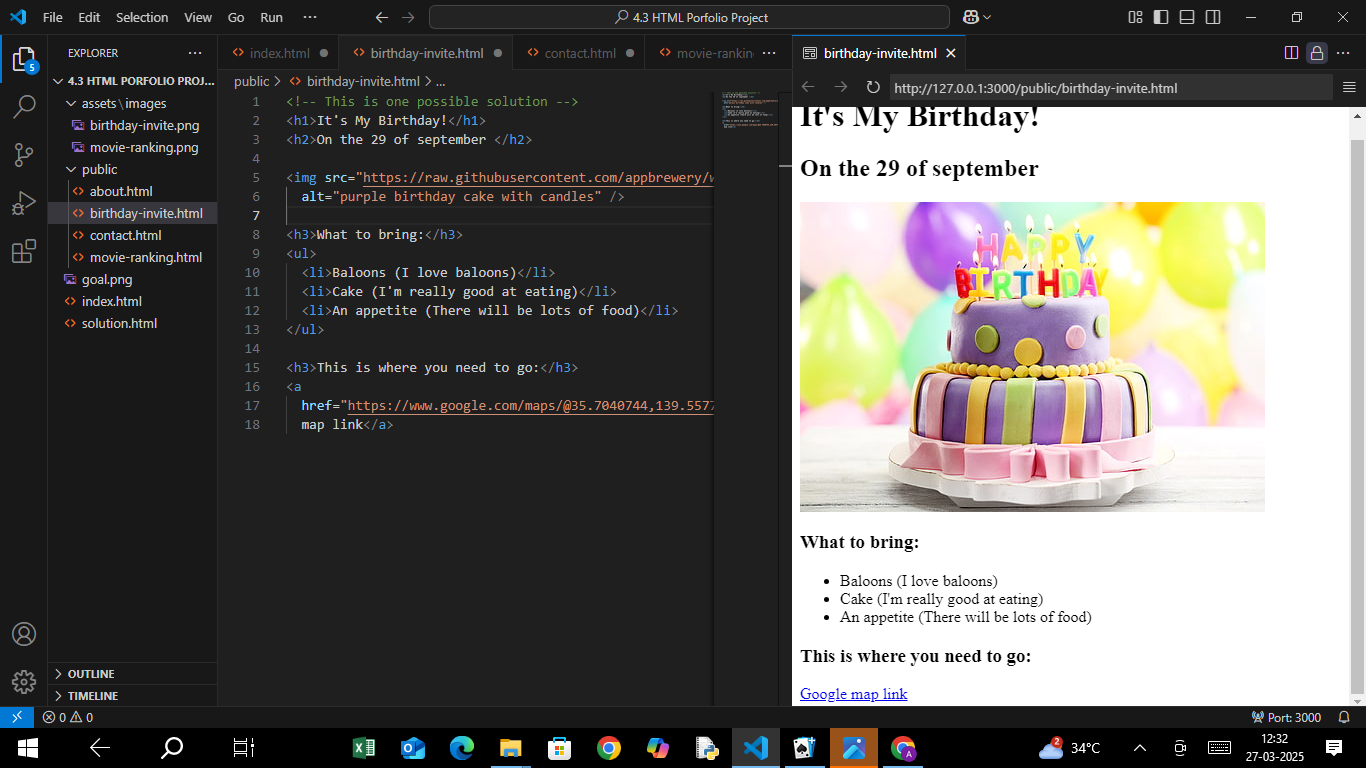 File Edit Selection View Go Run ··· 4.3 HTML Porfolio Project
EXPLORER ···
4.3 HTML PORFOLIO PROJ...
assets\images
birthday-invite.png
movie-ranking.png
public
about.html
birthday-invite.html
contact.html
movie-ranking.html
goal.png
index.html
solution.html
OUTLINE
TIMELINE
5
index.html birthday-invite.html contact.html movie-ranking ···
public > birthday-invite.html > ...
1 <!-- This is one possible solution -->
2 <h1>It's My Birthday!</h1>
3 <h2>On the 29 of september </h2>
4
5 <img src="https://raw.githubusercontent.com/appbrewery/w
6 alt="purple birthday cake with candles" />
7
8 <h3>What to bring:</h3>
9 <ul>
10 <li>Baloons (I love baloons)</li>
11 <li>Cake (I'm really good at eating)</li>
12 <li>An appetite (There will be lots of food)</li>
13 </ul>
14
15 <h3>This is where you need to go:</h3>
16 <a
17 href="https://www.google.com/maps/@35.7040744,139.5577
18 map link</a>
birthday-invite.html
http://127.0.0.1:3000/public/birthday-invite.html
It's My Birthday!
On the 29 of september
HAPPY
BIRTHDAY
What to bring:
Baloons (I love baloons)
Cake (I'm really good at eating)
An appetite (There will be lots of food)
This is where you need to go:
Google map link
0 0 Port: 3000
2 34°C 12:32
27-03-2025